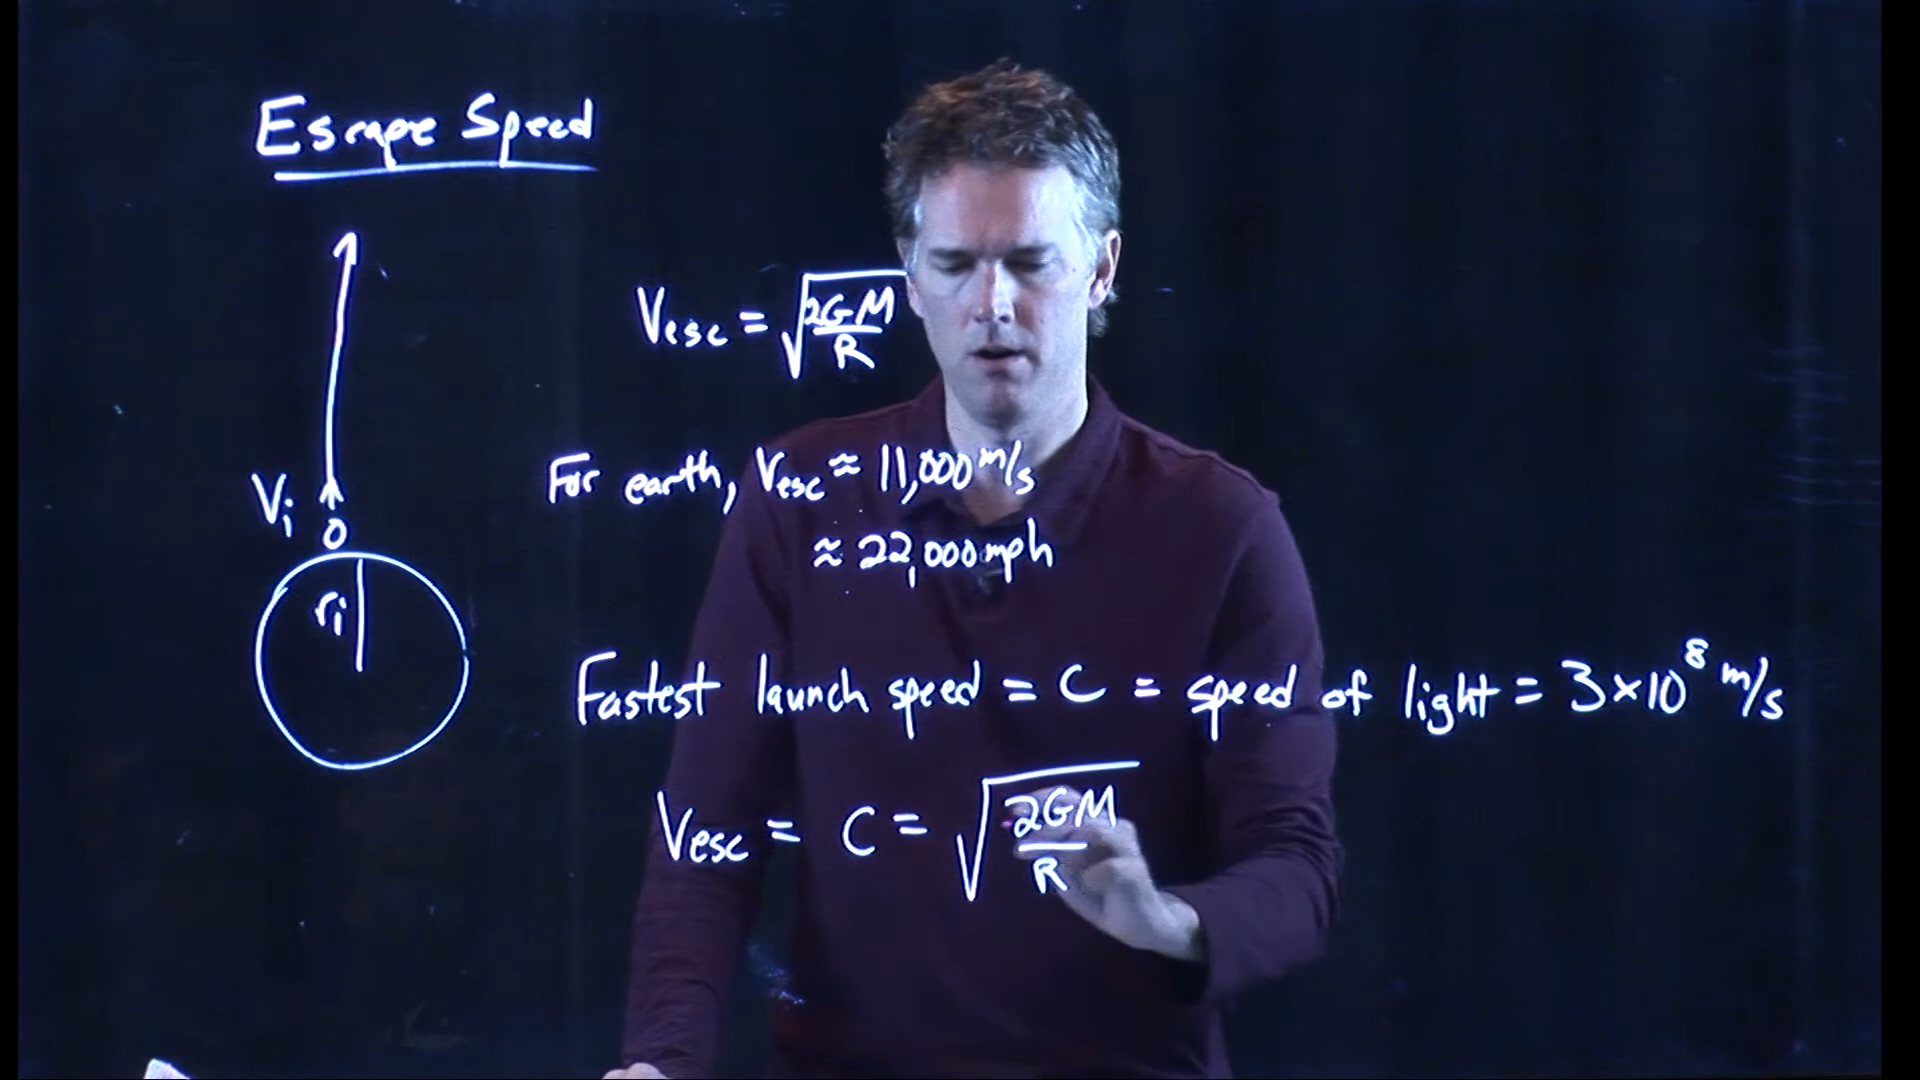 Escape Speed
Vesc = √2GM/R
Vi
ri
For earth, Vesc ≈ 11,000 m/s
≈ 22,000 mph
Fastest launch speed = C = speed of light = 3×10⁸ m/s
Vesc = C = √2GM/R